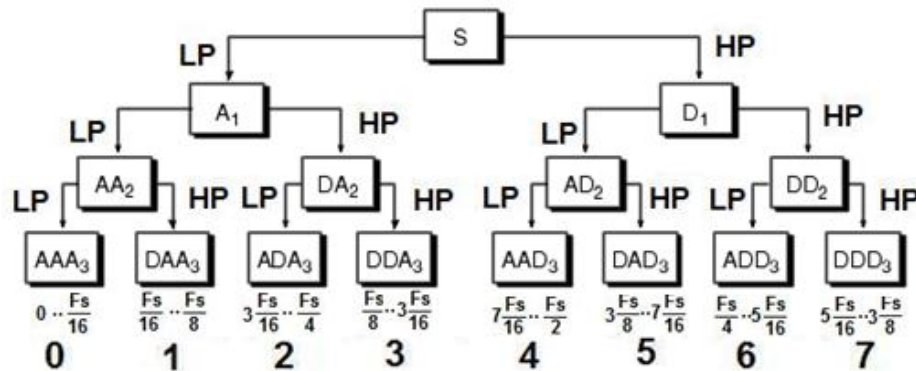 S
LP HP
A₁ D₁
LP HP LP HP
AA₂ DA₂ AD₂ DD₂
LP HP LP HP LP HP LP HP
AAA₃ DAA₃ ADA₃ DDA₃ AAD₃ DAD₃ ADD₃ DDD₃
0 ·· Fs/16 Fs/16 ·· Fs/8 3Fs/16 ·· Fs/4 Fs/8 ·· 3Fs/16 7Fs/16 ·· Fs/2 3Fs/8 ·· 7Fs/16 Fs/4 ·· 5Fs/16 5Fs/16 ·· 3Fs/8
0 1 2 3 4 5 6 7